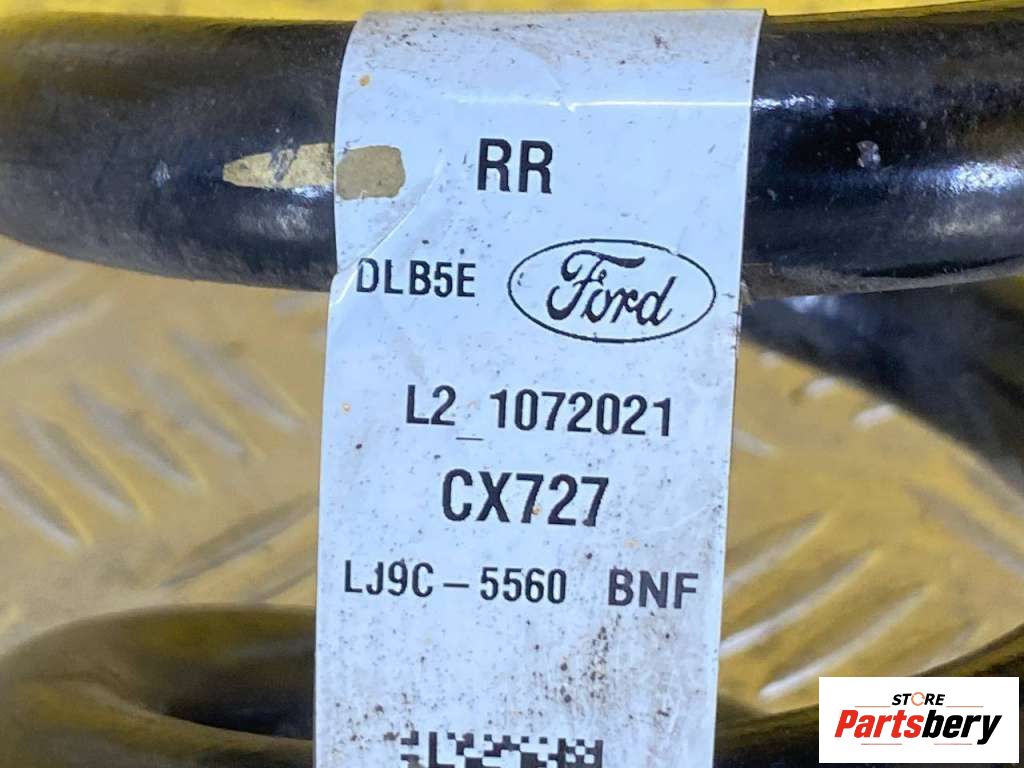 RR
DLB5E Ford
L2_1072021
CX727
LJ9C-5560 BNF
STORE
Partsbery